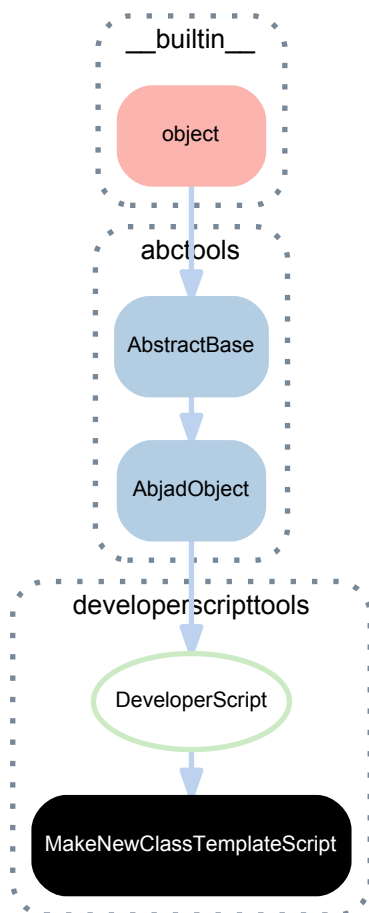 __builtin__
object
abctools
AbstractBase
AbjadObject
developerscripttools
DeveloperScript
MakeNewClassTemplateScript